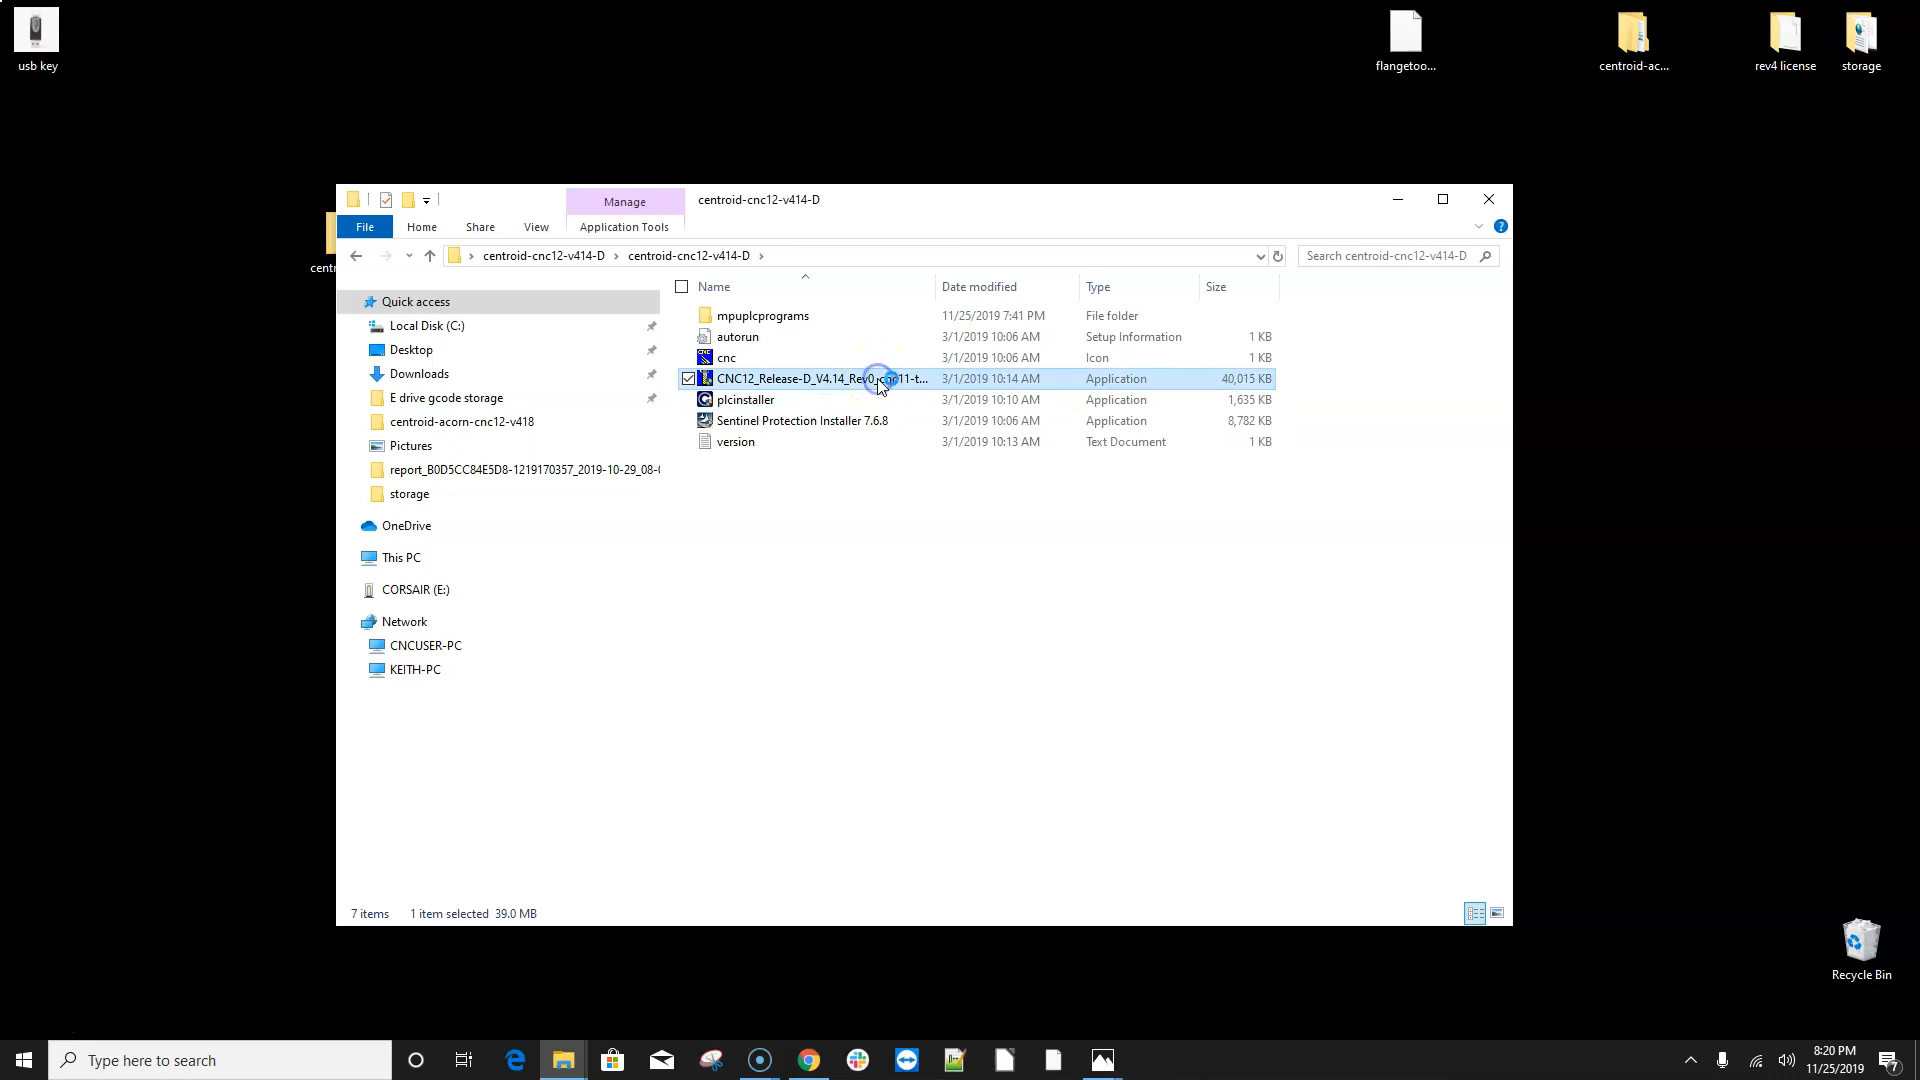 usb key
flangetoo...
centroid-ac...
rev4 license
storage
centr
Manage
centroid-cnc12-v414-D
File
Home
Share
View
Application Tools
centroid-cnc12-v414-D > centroid-cnc12-v414-D >
Search centroid-cnc12-v414-D
Name
Date modified
Type
Size
Quick access
Local Disk (C:)
Desktop
Downloads
E drive gcode storage
centroid-acorn-cnc12-v418
Pictures
report_B0D5CC84E5D8-1219170357_2019-10-29_08-0
storage
OneDrive
This PC
CORSAIR (E:)
Network
CNCUSER-PC
KEITH-PC
mpuplcprograms 11/25/2019 7:41 PM File folder
autorun 3/1/2019 10:06 AM Setup Information 1 KB
cnc 3/1/2019 10:06 AM Icon 1 KB
CNC12_Release-D_V4.14_Rev0_cnc11-t... 3/1/2019 10:14 AM Application 40,015 KB
plcinstaller 3/1/2019 10:10 AM Application 1,635 KB
Sentinel Protection Installer 7.6.8 3/1/2019 10:06 AM Application 8,782 KB
version 3/1/2019 10:13 AM Text Document 1 KB
7 items 1 item selected 39.0 MB
Recycle Bin
Type here to search
8:20 PM
11/25/2019
7